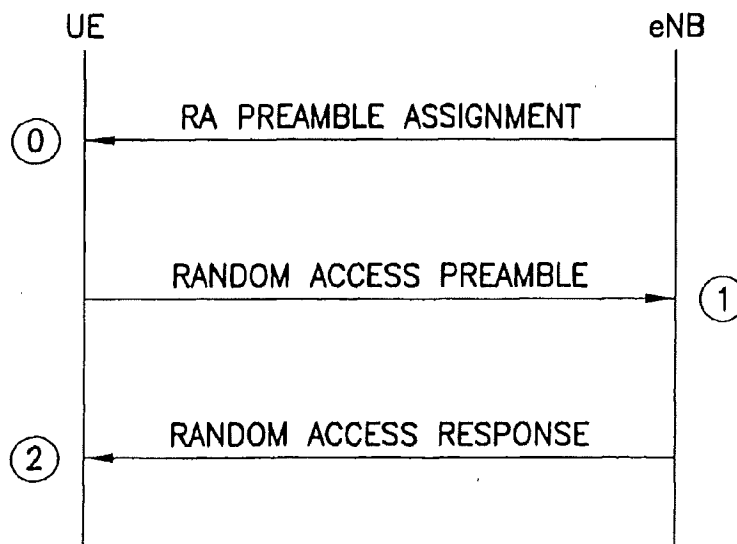 UE eNB
RA PREAMBLE ASSIGNMENT
0
RANDOM ACCESS PREAMBLE
1
RANDOM ACCESS RESPONSE
2